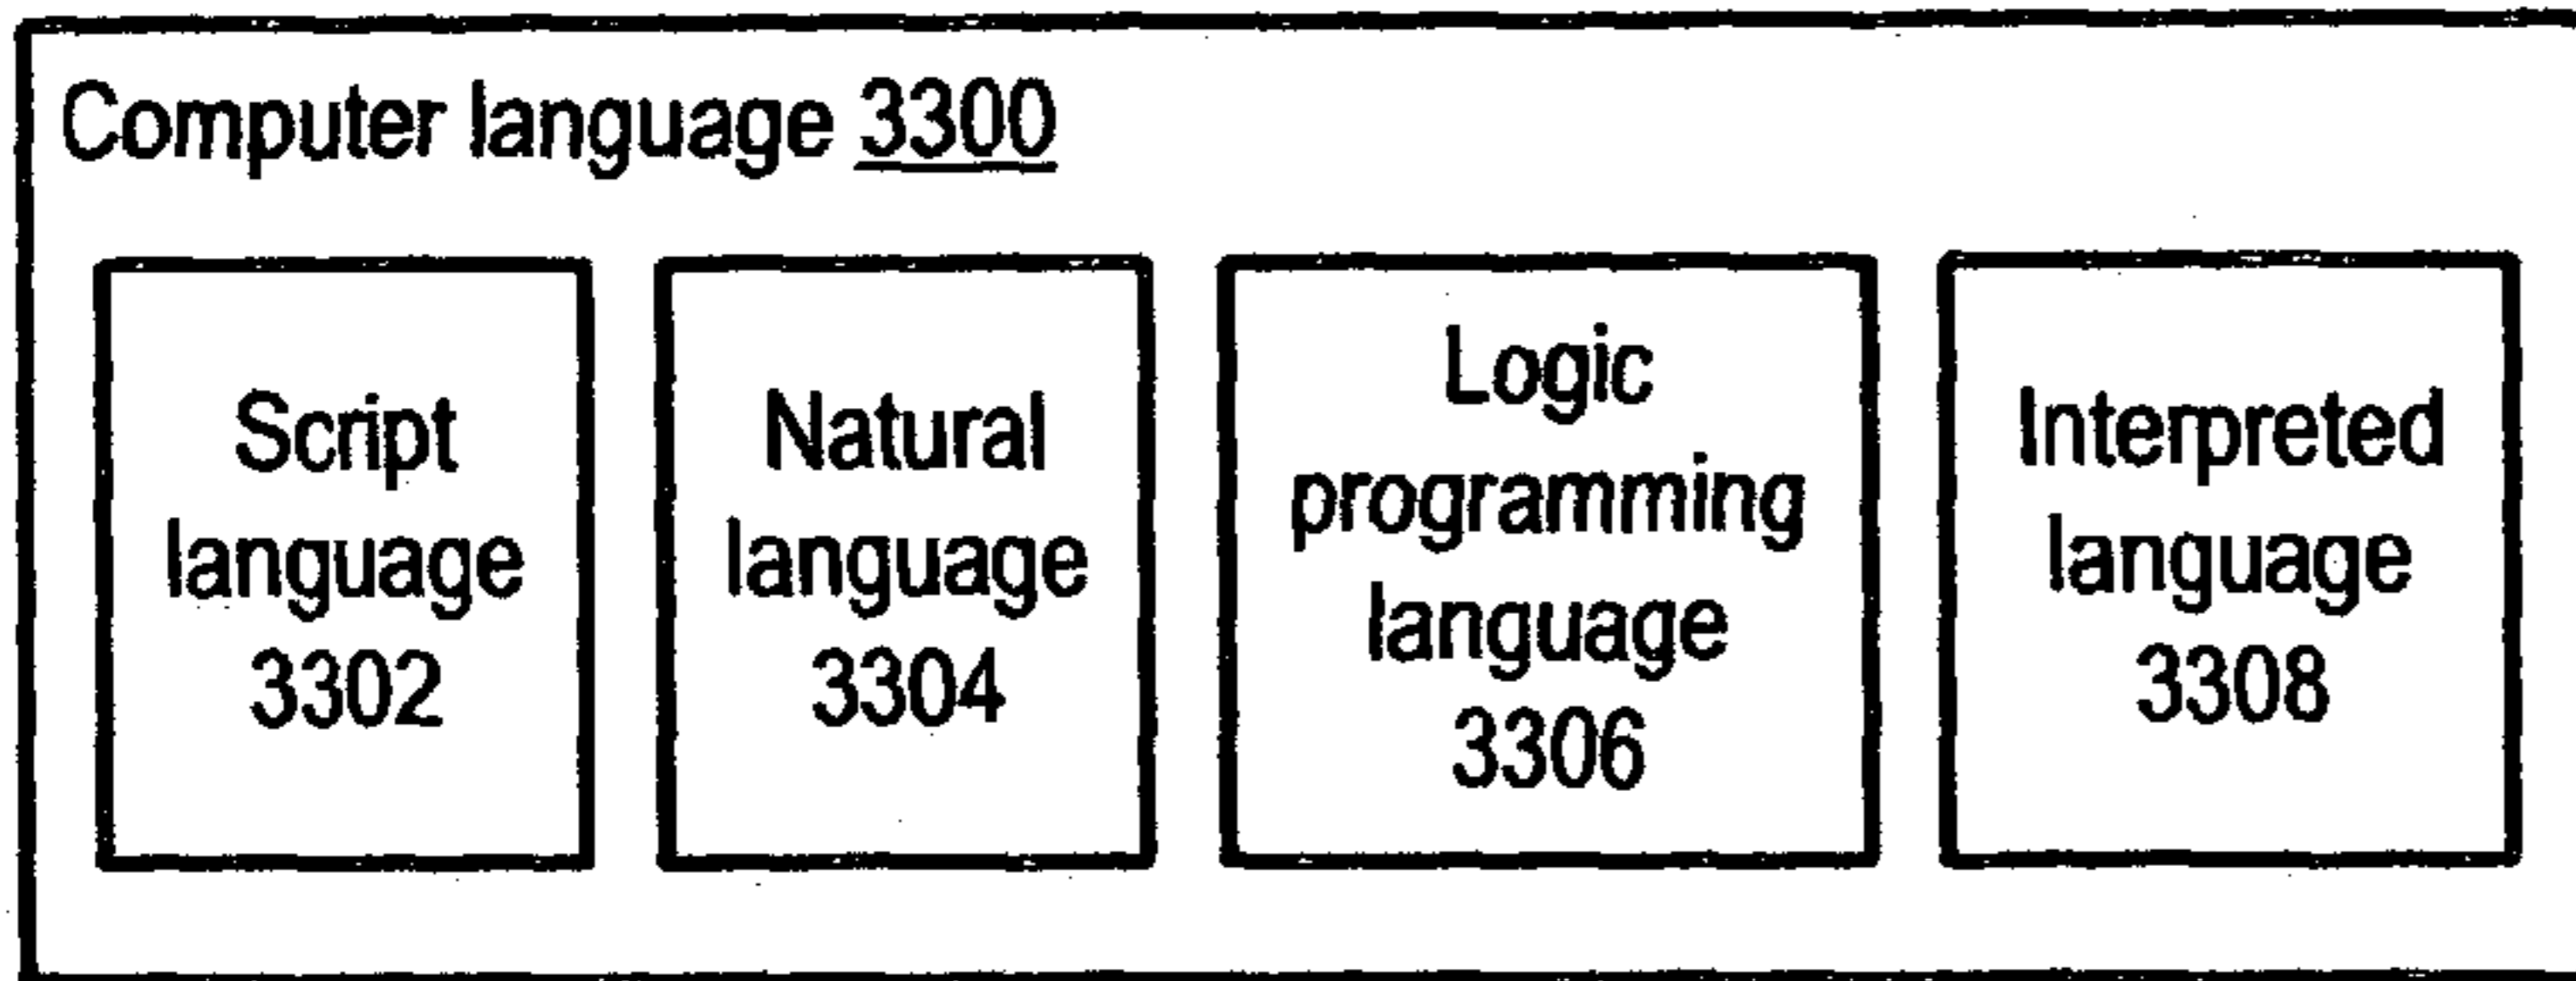 Computer language 3300
Script
language
3302
Natural
language
3304
Logic
programming
language
3306
Interpreted
language
3308